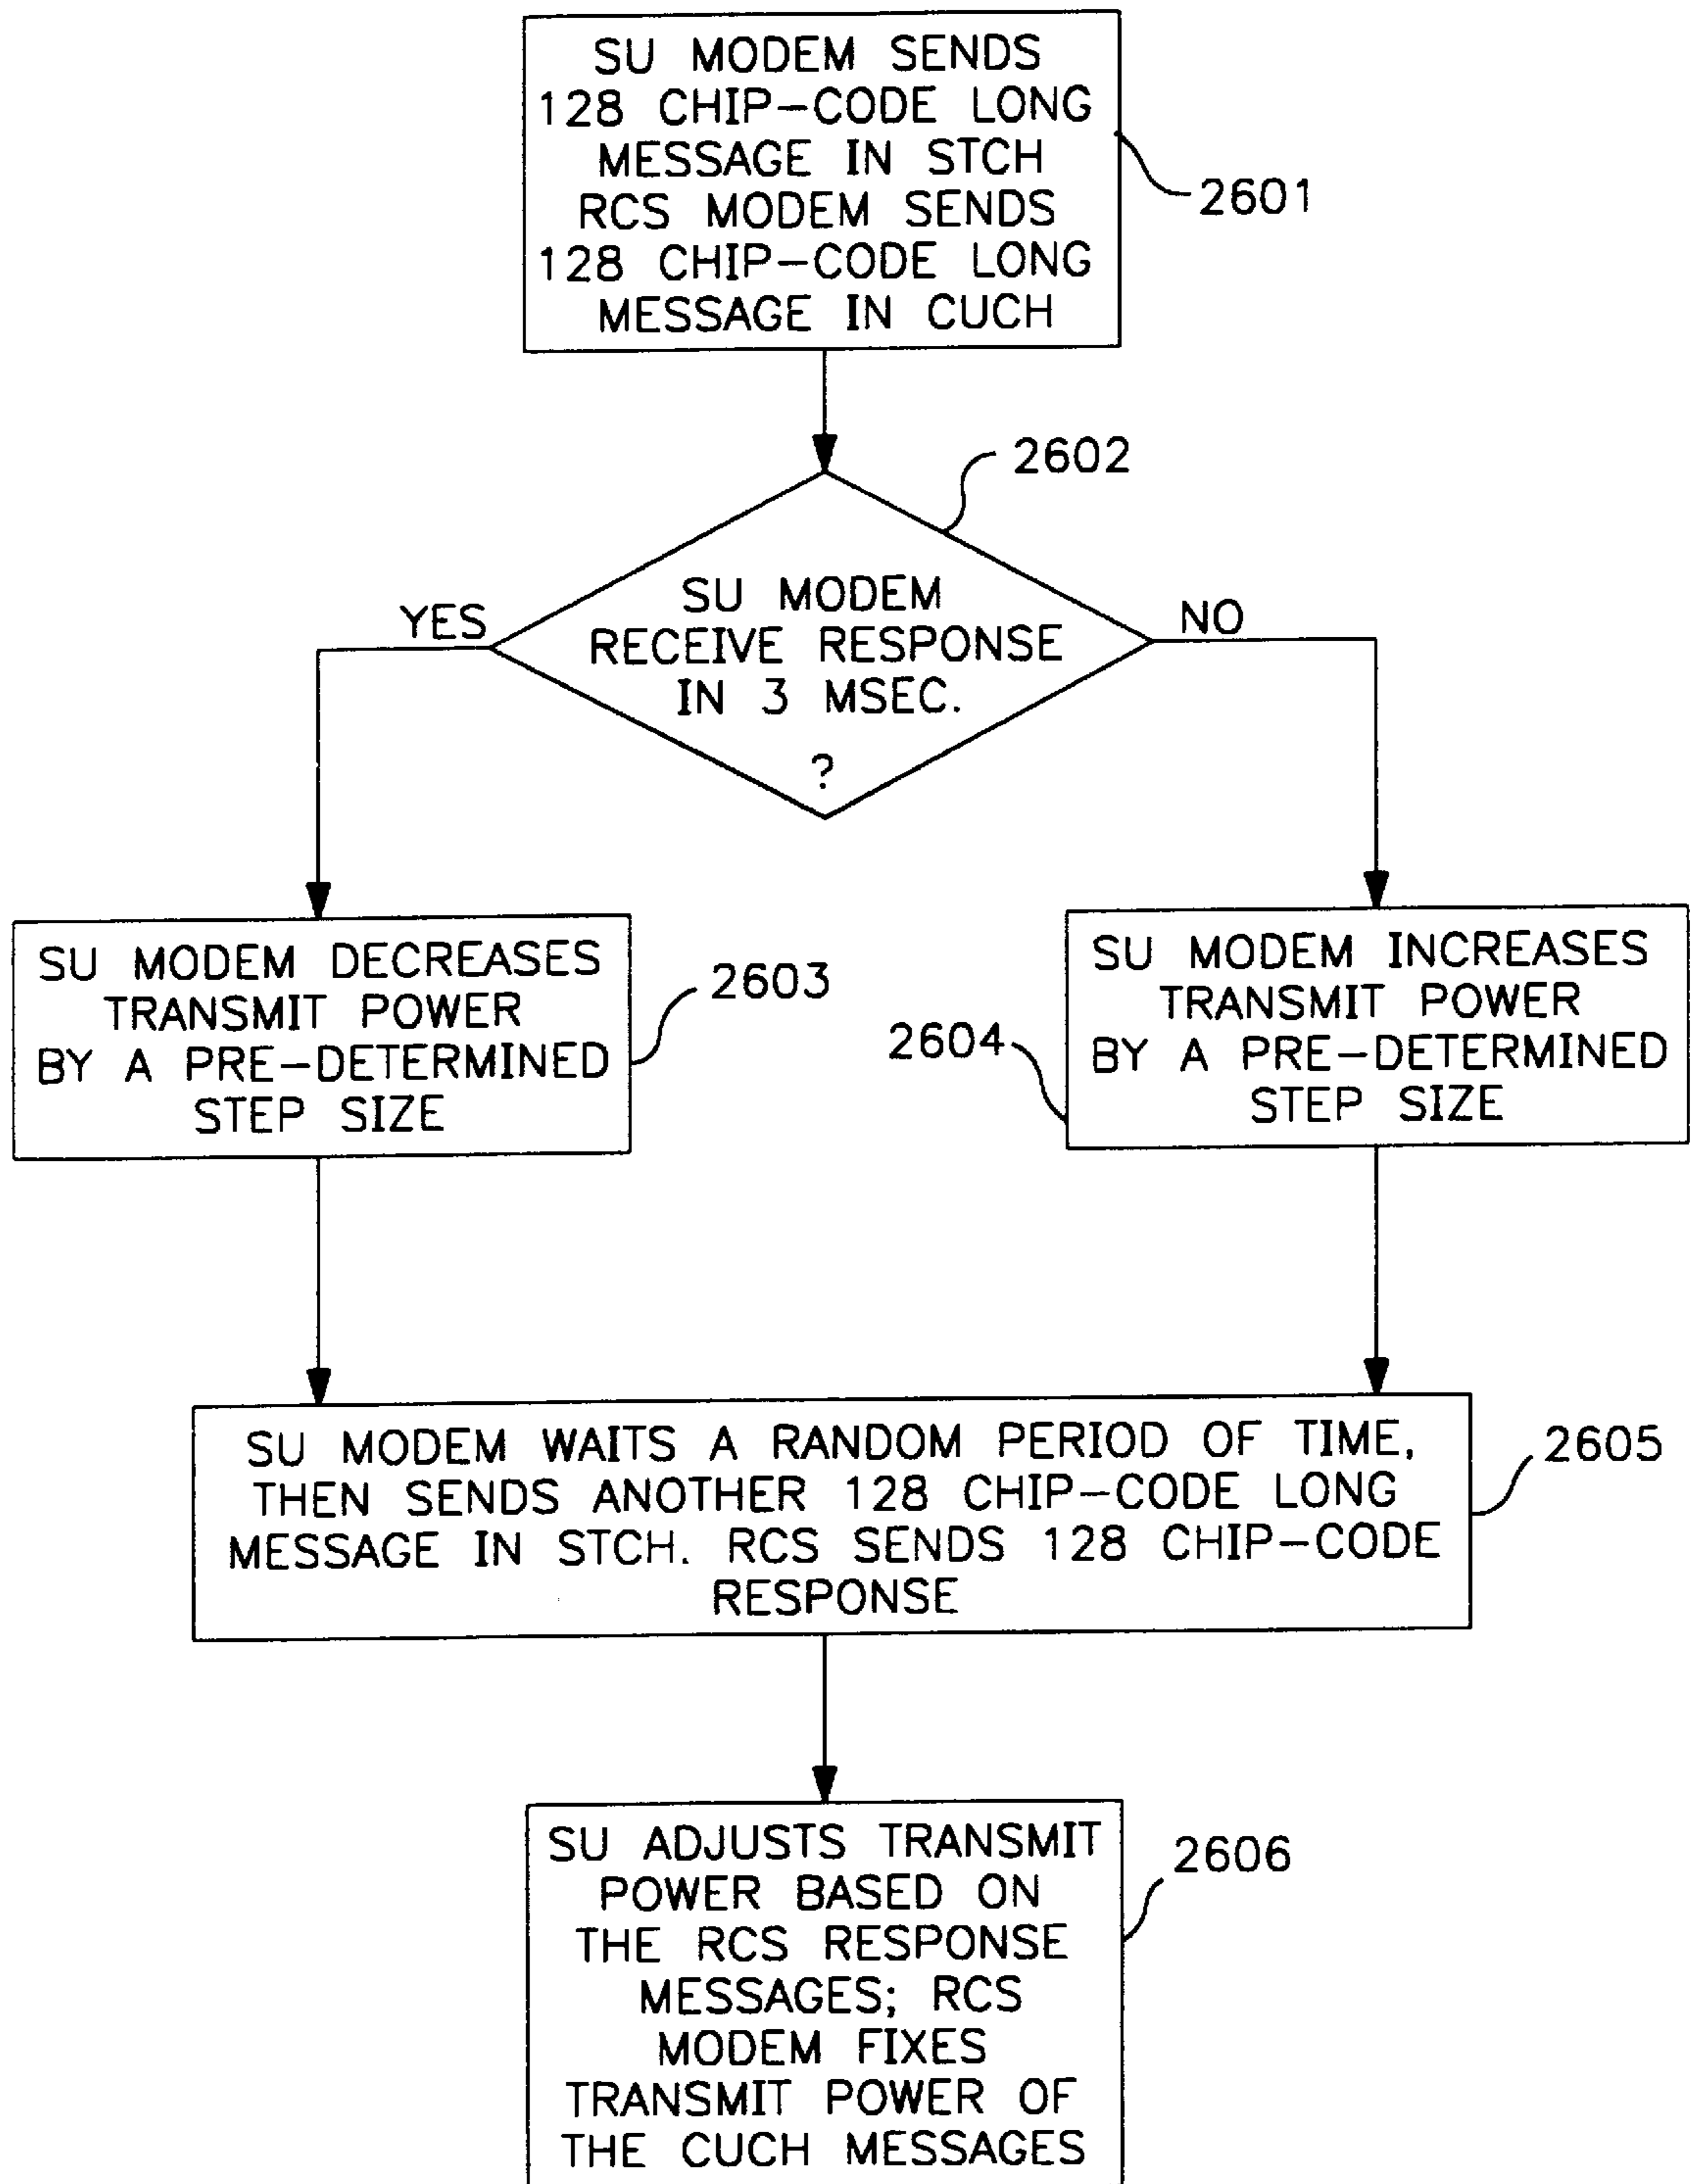 SU MODEM SENDS
128 CHIP-CODE LONG
MESSAGE IN STCH
RCS MODEM SENDS
128 CHIP-CODE LONG
MESSAGE IN CUCH
2601
2602
SU MODEM
RECEIVE RESPONSE
IN 3 MSEC.
?
YES
NO
SU MODEM DECREASES
TRANSMIT POWER
BY A PRE-DETERMINED
STEP SIZE
2603
SU MODEM INCREASES
TRANSMIT POWER
BY A PRE-DETERMINED
STEP SIZE
2604
SU MODEM WAITS A RANDOM PERIOD OF TIME,
THEN SENDS ANOTHER 128 CHIP-CODE LONG
MESSAGE IN STCH. RCS SENDS 128 CHIP-CODE
RESPONSE
2605
SU ADJUSTS TRANSMIT
POWER BASED ON
THE RCS RESPONSE
MESSAGES; RCS
MODEM FIXES
TRANSMIT POWER OF
THE CUCH MESSAGES
2606